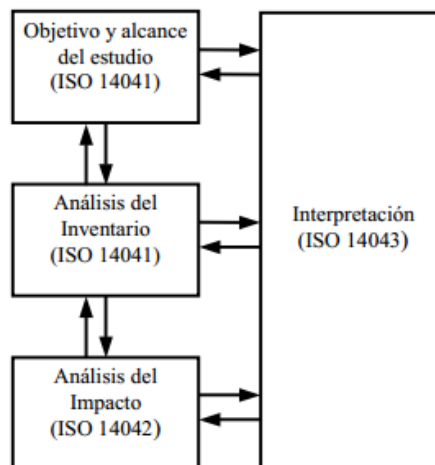 Objetivo y alcance
del estudio
(ISO 14041)
Análisis del
Inventario
(ISO 14041)
Interpretación
(ISO 14043)
Análisis del
Impacto
(ISO 14042)